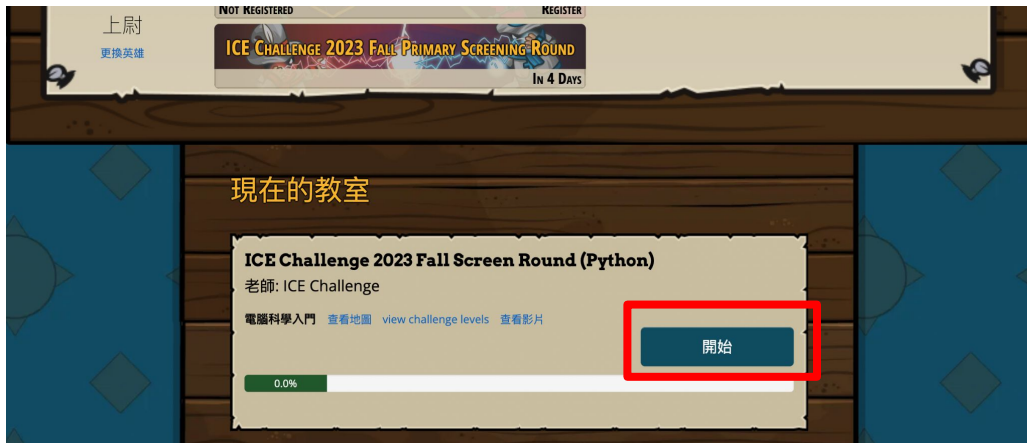 上尉
更換英雄
NOT REGISTERED REGISTER
ICE CHALLENGE 2023 FALL PRIMARY SCREENING ROUND
IN 4 DAYS
現在的教室
ICE Challenge 2023 Fall Screen Round (Python)
老師: ICE Challenge
電腦科學入門 查看地圖 view challenge levels 查看影片
開始
0.0%